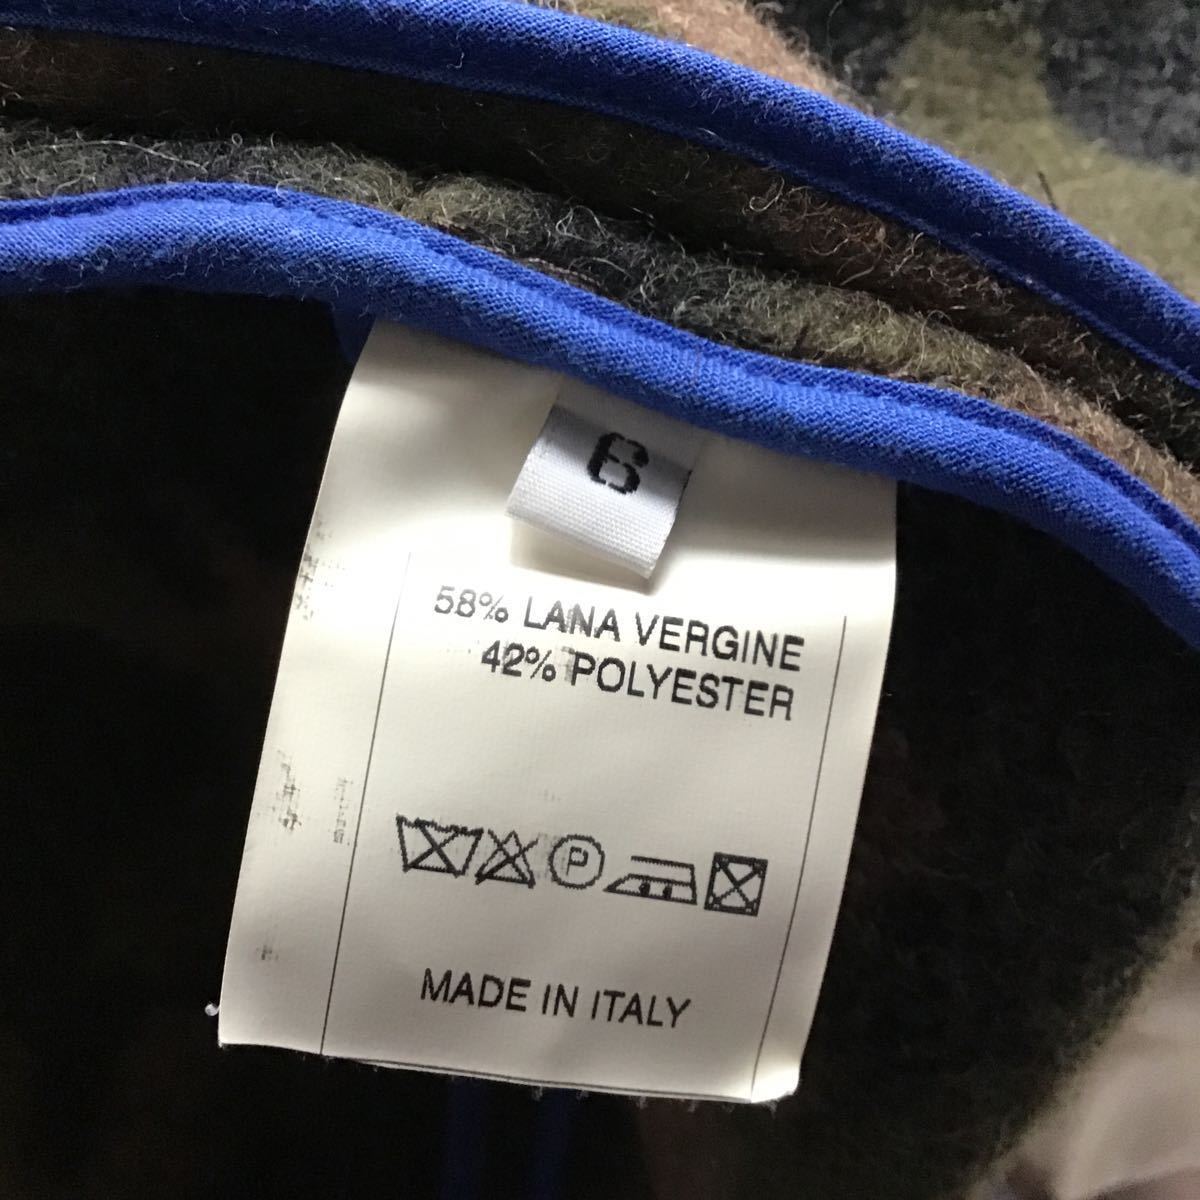 6
58% LANA VERGINE
42% POLYESTER
P
MADE IN ITALY